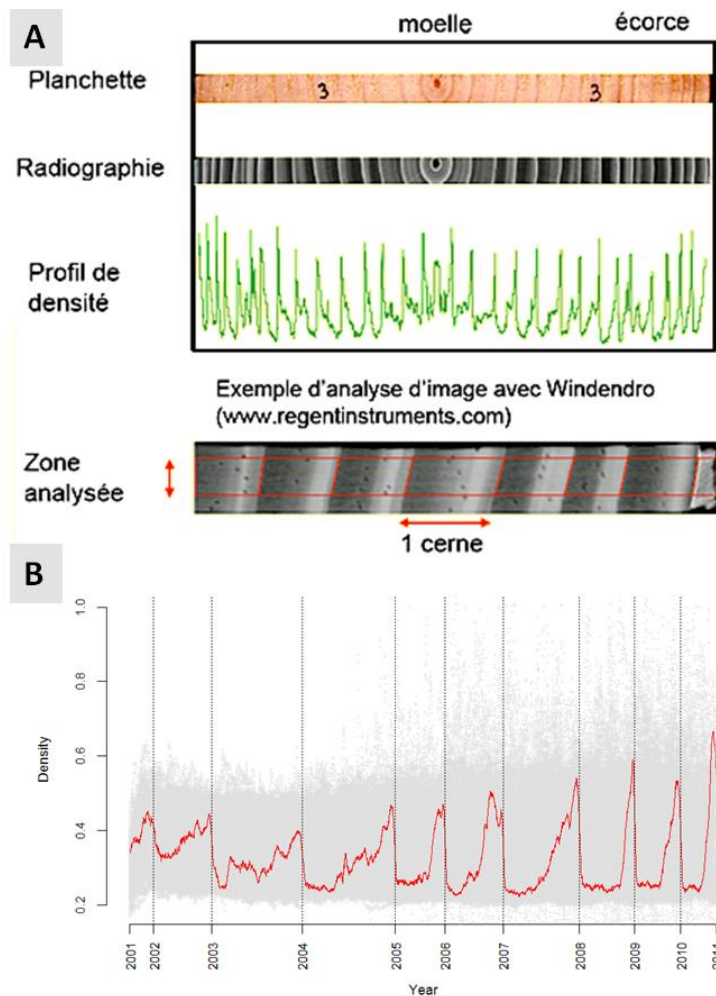 A
moelle écorce
Planchette
3 3
Radiographie
Profil de
densité
Exemple d'analyse d'image avec Windendro
(www.regentinstruments.com)
Zone
analysée
1 cerne
B
1.0
0.8
0.6
0.4
0.2
Density
2001 2002 2003 2004 2005 2006 2007 2008 2009 2010 2011
Year